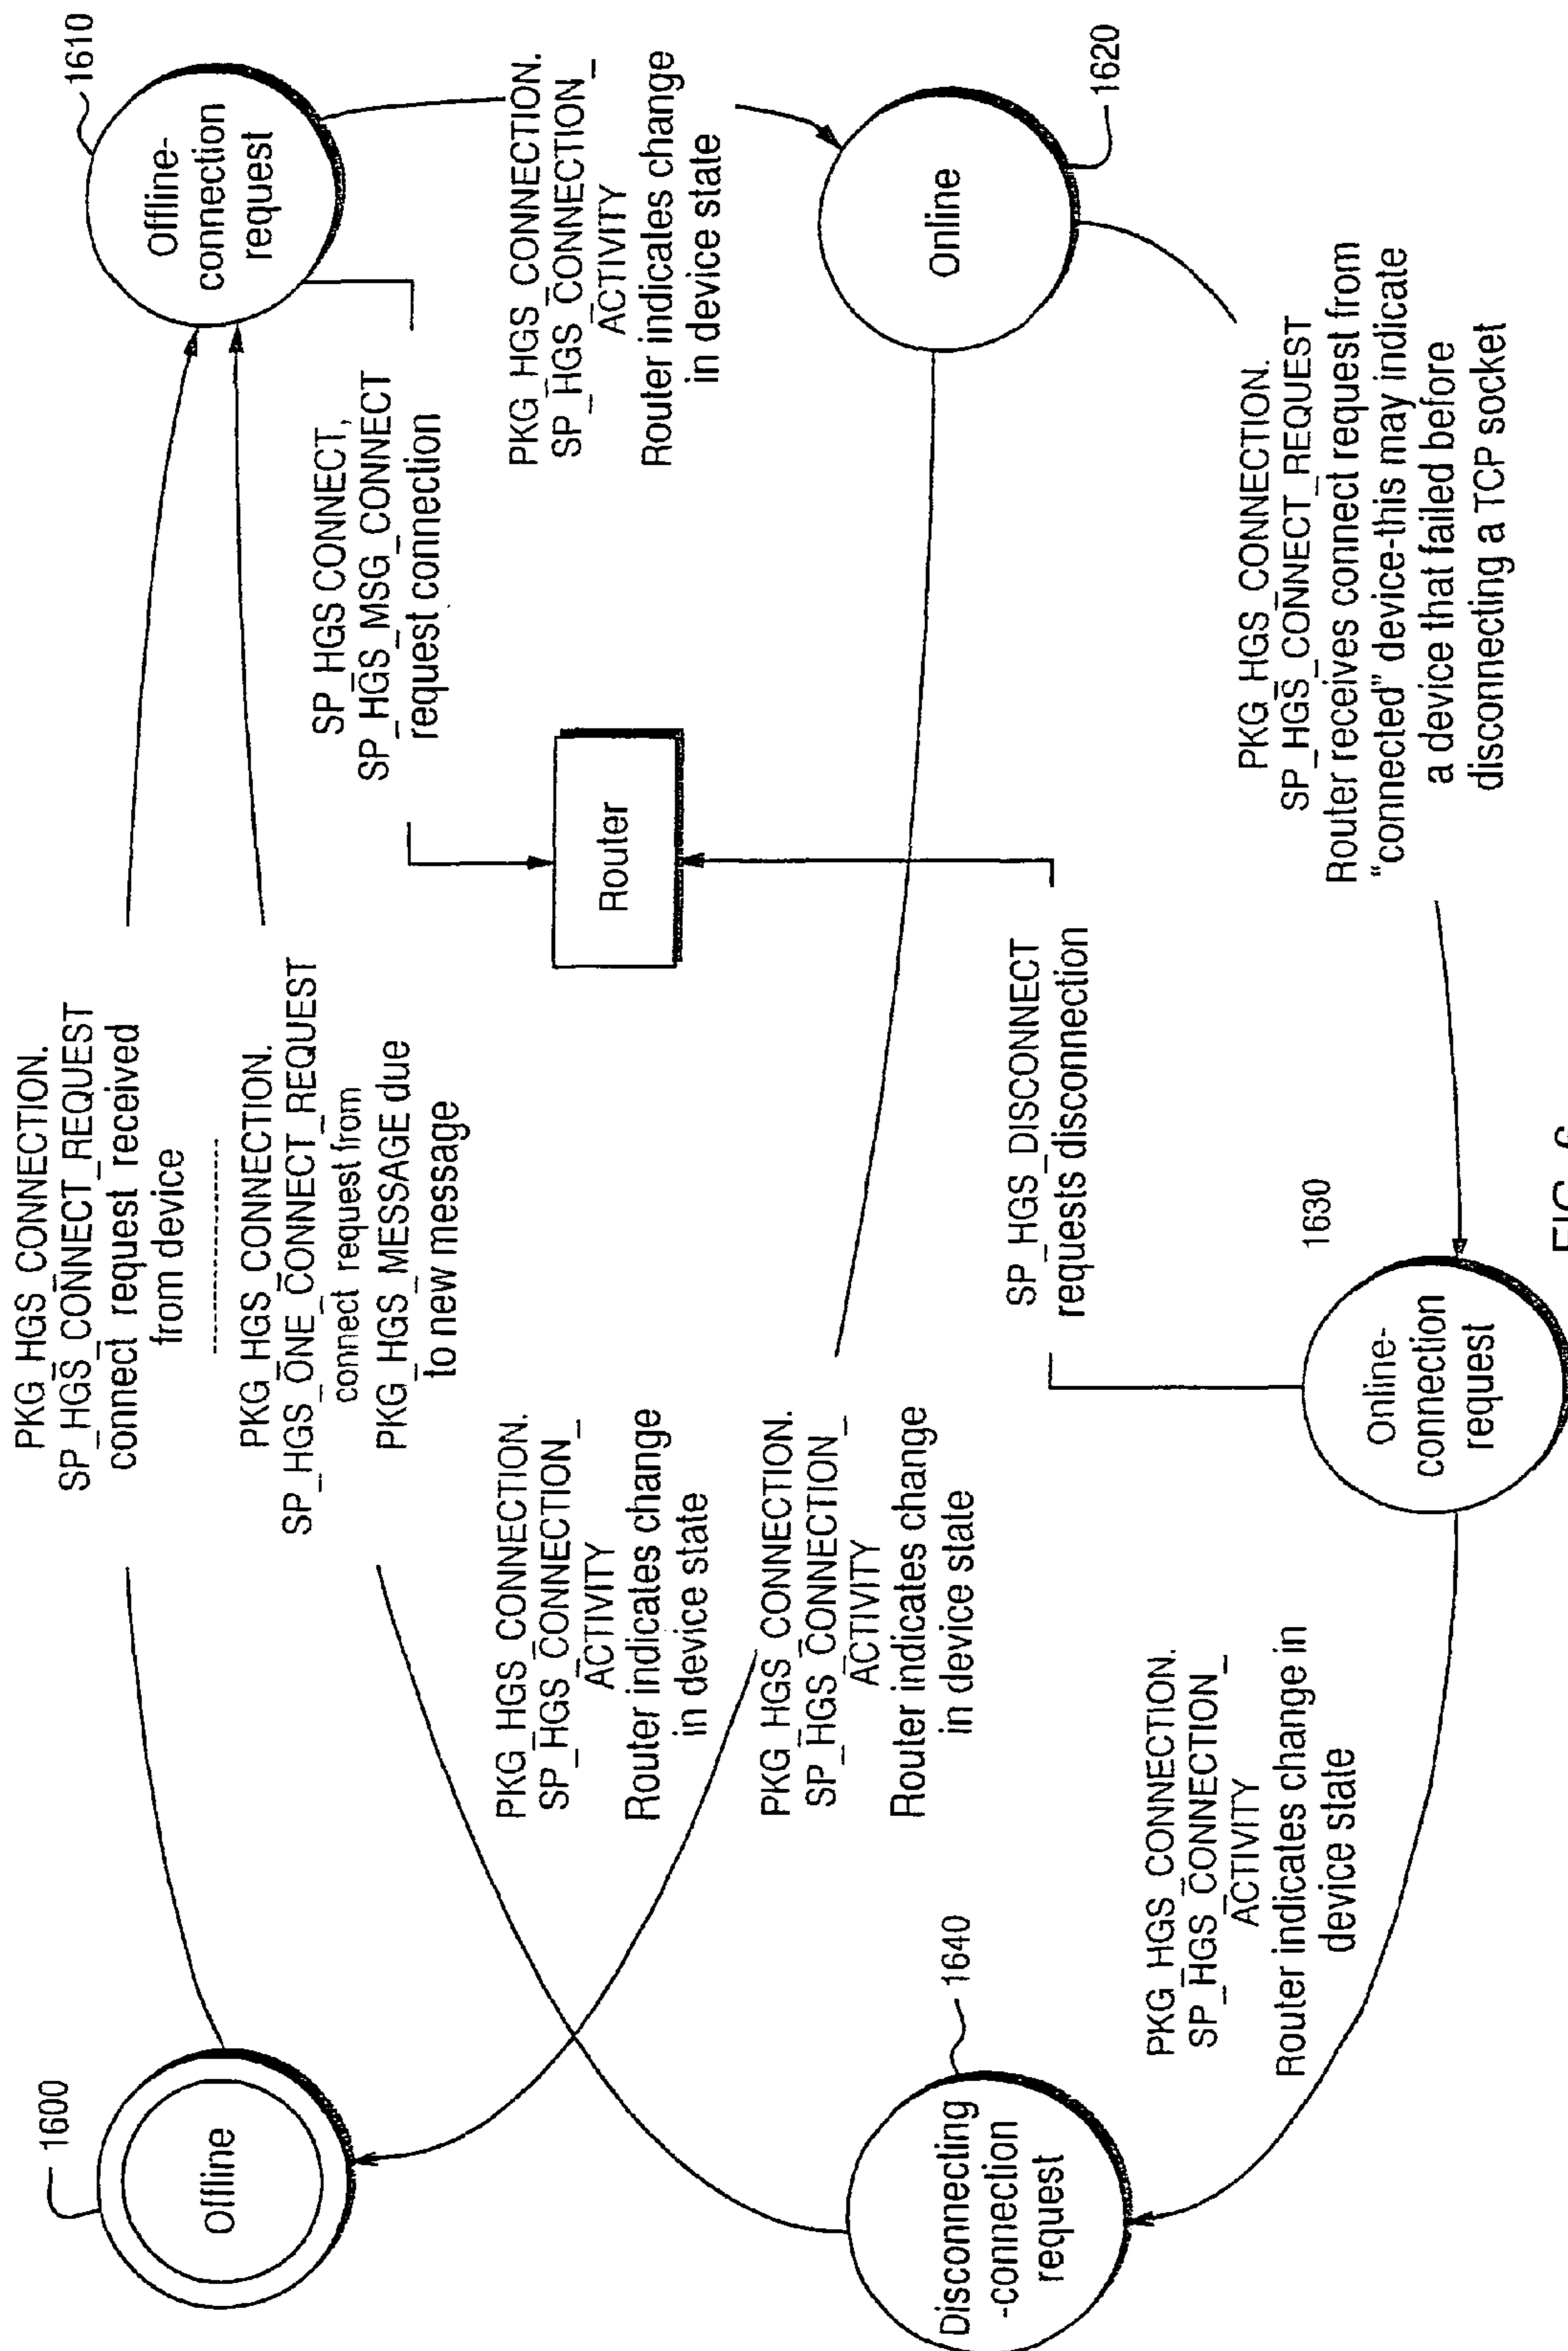 1600
Offline
PKG_HGS_CONNECTION.
SP_HGS_CONNECT_REQUEST
connect request received
from device
PKG_HGS_CONNECTION.
SP_HGS_ONE_CONNECT_REQUEST
connect request from
PKG_HGS_MESSAGE due
to new message
1610
Offline-
connection
request
SP_HGS CONNECT,
SP_HGS_MSG_CONNECT
request connection
PKG_HGS_CONNECTION.
SP_HGS_CONNECTION_
ACTIVITY
Router indicates change
in device state
PKG_HGS_CONNECTION.
SP_HGS_CONNECTION_
ACTIVITY
Router indicates change
in device state
Router
PKG_HGS_CONNECTION.
SP_HGS_CONNECTION_
ACTIVITY
Router indicates change
in device state
1640
Disconnecting
-connection
request
Online
1620
SP_HGS_DISCONNECT
requests disconnection
PKG_HGS_CONNECTION.
SP_HGS_CONNECTION_
ACTIVITY
Router indicates change in
device state
1630
Online-
connection
request
PKG_HGS_CONNECTION.
SP_HGS_CONNECT_REQUEST
Router receives connect request from
“connected” device-this may indicate
a device that failed before
disconnecting a TCP socket